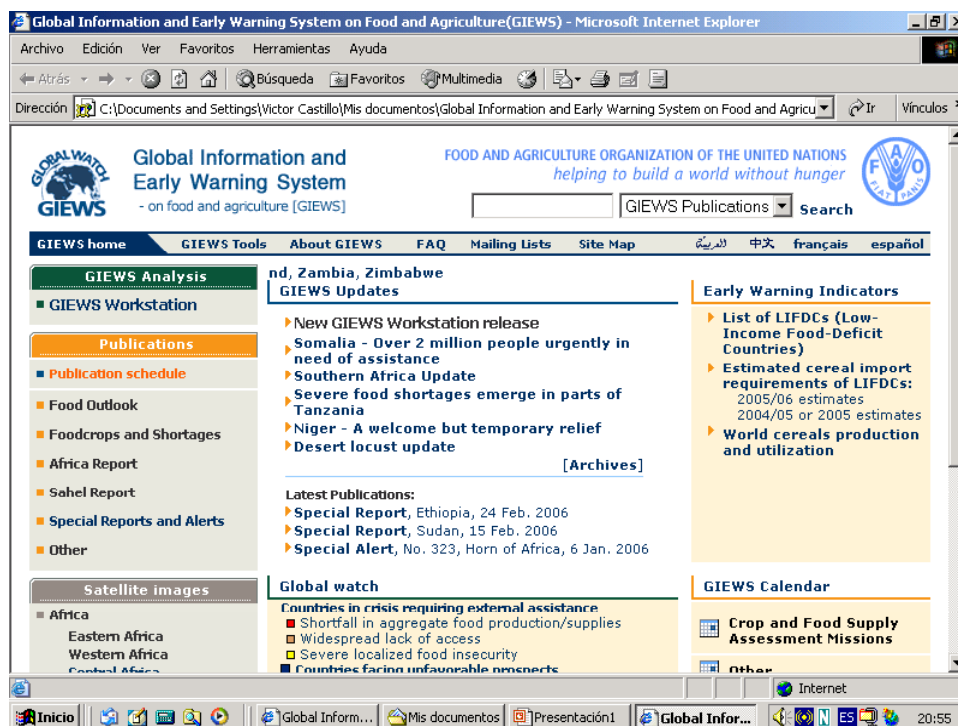 Global Information and Early Warning System on Food and Agriculture(GIEWS) - Microsoft Internet Explorer
Archivo Edición Ver Favoritos Herramientas Ayuda
Atrás Búsqueda Favoritos Multimedia
Dirección C:\Documents and Settings\Victor Castillo\Mis documentos\Global Information and Early Warning System on Food and Agricu Ir Vínculos
GLOBAL WATCH
GIEWS
Global Information and
Early Warning System
- on food and agriculture [GIEWS]
FOOD AND AGRICULTURE ORGANIZATION OF THE UNITED NATIONS
helping to build a world without hunger
F A O
FIAT PANIS
GIEWS Publications Search
GIEWS home GIEWS Tools About GIEWS FAQ Mailing Lists Site Map العربية 中文 français español
GIEWS Analysis
GIEWS Workstation
Publications
Publication schedule
Food Outlook
Foodcrops and Shortages
Africa Report
Sahel Report
Special Reports and Alerts
Other
Satellite images
Africa
Eastern Africa
Western Africa
Central Africa
nd, Zambia, Zimbabwe
GIEWS Updates
New GIEWS Workstation release
Somalia - Over 2 million people urgently in
need of assistance
Southern Africa Update
Severe food shortages emerge in parts of
Tanzania
Niger - A welcome but temporary relief
Desert locust update
[Archives]
Latest Publications:
Special Report, Ethiopia, 24 Feb. 2006
Special Report, Sudan, 15 Feb. 2006
Special Alert, No. 323, Horn of Africa, 6 Jan. 2006
Global watch
Countries in crisis requiring external assistance
Shortfall in aggregate food production/supplies
Widespread lack of access
Severe localized food insecurity
Countries facing unfavorable prospects
Early Warning Indicators
List of LIFDCs (Low-
Income Food-Deficit
Countries)
Estimated cereal import
requirements of LIFDCs:
2005/06 estimates
2004/05 or 2005 estimates
World cereals production
and utilization
GIEWS Calendar
Crop and Food Supply
Assessment Missions
Other
Internet
Inicio Global Inform... Mis documentos Presentación1 Global Infor... ES 20:55